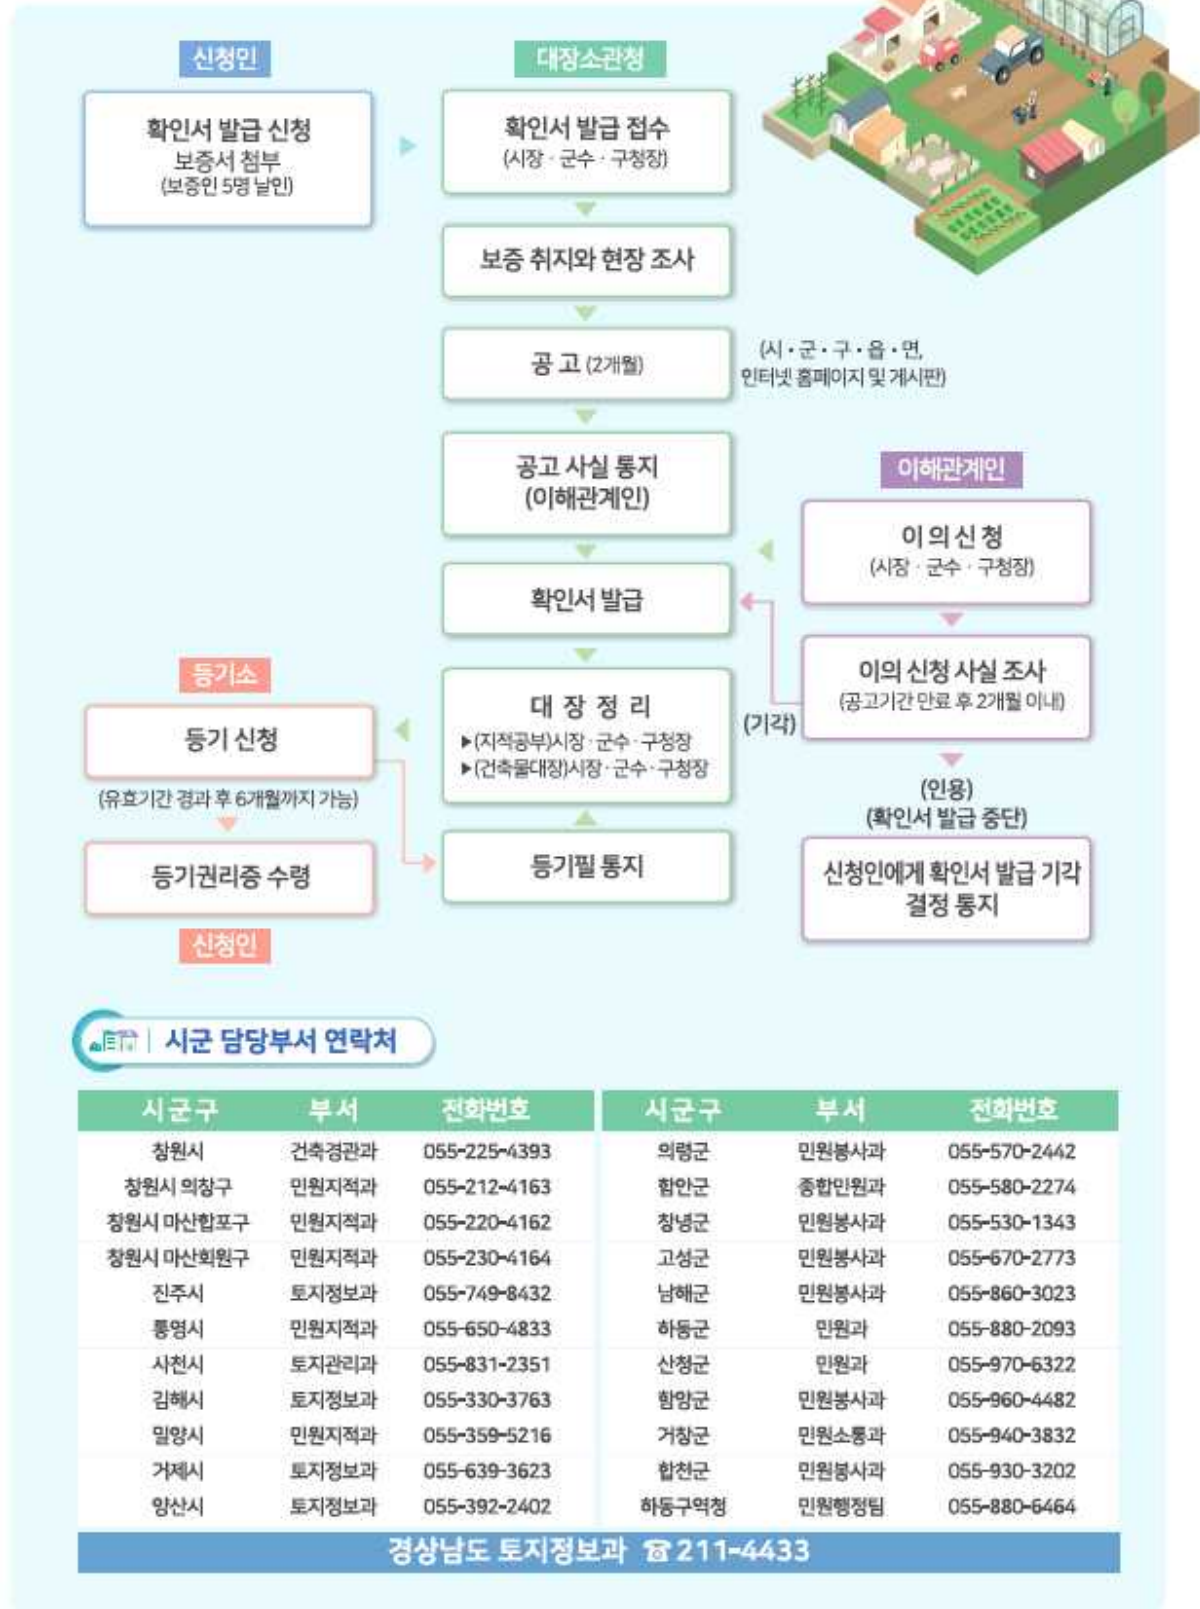 신청인
확인서 발급 신청
보증서 첨부
(보증인 5명 날인)
대장소관청
확인서 발급 접수
(시장 · 군수 · 구청장)
보증 취지와 현장 조사
공 고 (2개월)
(시 · 군 · 구 · 읍 · 면,
인터넷 홈페이지 및 게시판)
공고 사실 통지
(이해관계인)
확인서 발급
이해관계인
이 의 신 청
(시장 · 군수 · 구청장)
이의 신청 사실 조사
(공고기간 만료 후 2개월 이내)
(기각)
(인용)
(확인서 발급 중단)
신청인에게 확인서 발급 기각
결정 통지
대 장 정 리
▶(지적공부)시장 · 군수 · 구청장
▶(건축물대장)시장 · 군수 · 구청장
등기필 통지
등기소
등기 신청
(유효기간 경과 후 6개월까지 가능)
등기권리증 수령
신청인
시군 담당부서 연락처
시군구 부서 전화번호 시군구 부서 전화번호
창원시 건축경관과 055-225-4393 의령군 민원봉사과 055-570-2442
창원시 의창구 민원지적과 055-212-4163 함안군 종합민원과 055-580-2274
창원시 마산합포구 민원지적과 055-220-4162 창녕군 민원봉사과 055-530-1343
창원시 마산회원구 민원지적과 055-230-4164 고성군 민원봉사과 055-670-2773
진주시 토지정보과 055-749-8432 남해군 민원봉사과 055-860-3023
통영시 민원지적과 055-650-4833 하동군 민원과 055-880-2093
사천시 토지관리과 055-831-2351 산청군 민원과 055-970-6322
김해시 토지정보과 055-330-3763 함양군 민원봉사과 055-960-4482
밀양시 민원지적과 055-359-5216 거창군 민원소통과 055-940-3832
거제시 토지정보과 055-639-3623 합천군 민원봉사과 055-930-3202
양산시 토지정보과 055-392-2402 하동구역청 민원행정팀 055-880-6464
경상남도 토지정보과 ☎211-4433